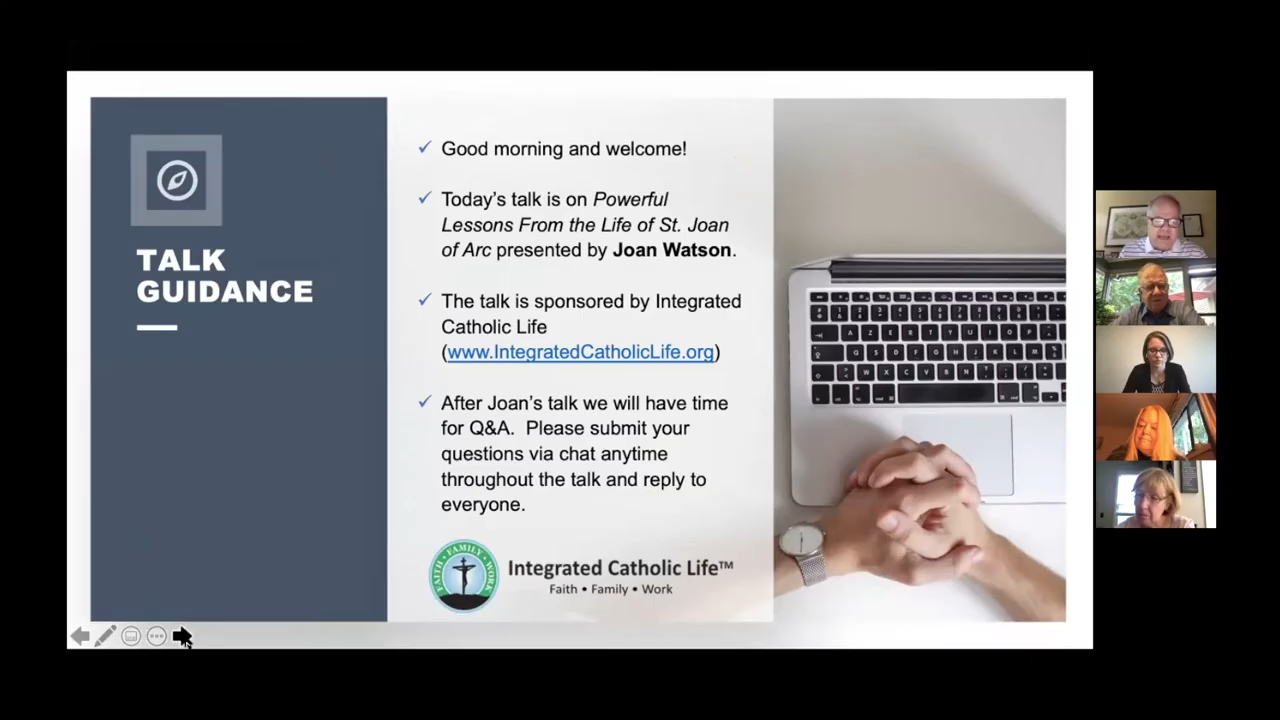 TALK
GUIDANCE
✓ Good morning and welcome!
✓ Today's talk is on Powerful
Lessons From the Life of St. Joan
of Arc presented by Joan Watson.
✓ The talk is sponsored by Integrated
Catholic Life
(www.IntegratedCatholicLife.org)
✓ After Joan's talk we will have time
for Q&A. Please submit your
questions via chat anytime
throughout the talk and reply to
everyone.
FAITH • FAMILY • WORK
Integrated Catholic Life™
Faith • Family • Work